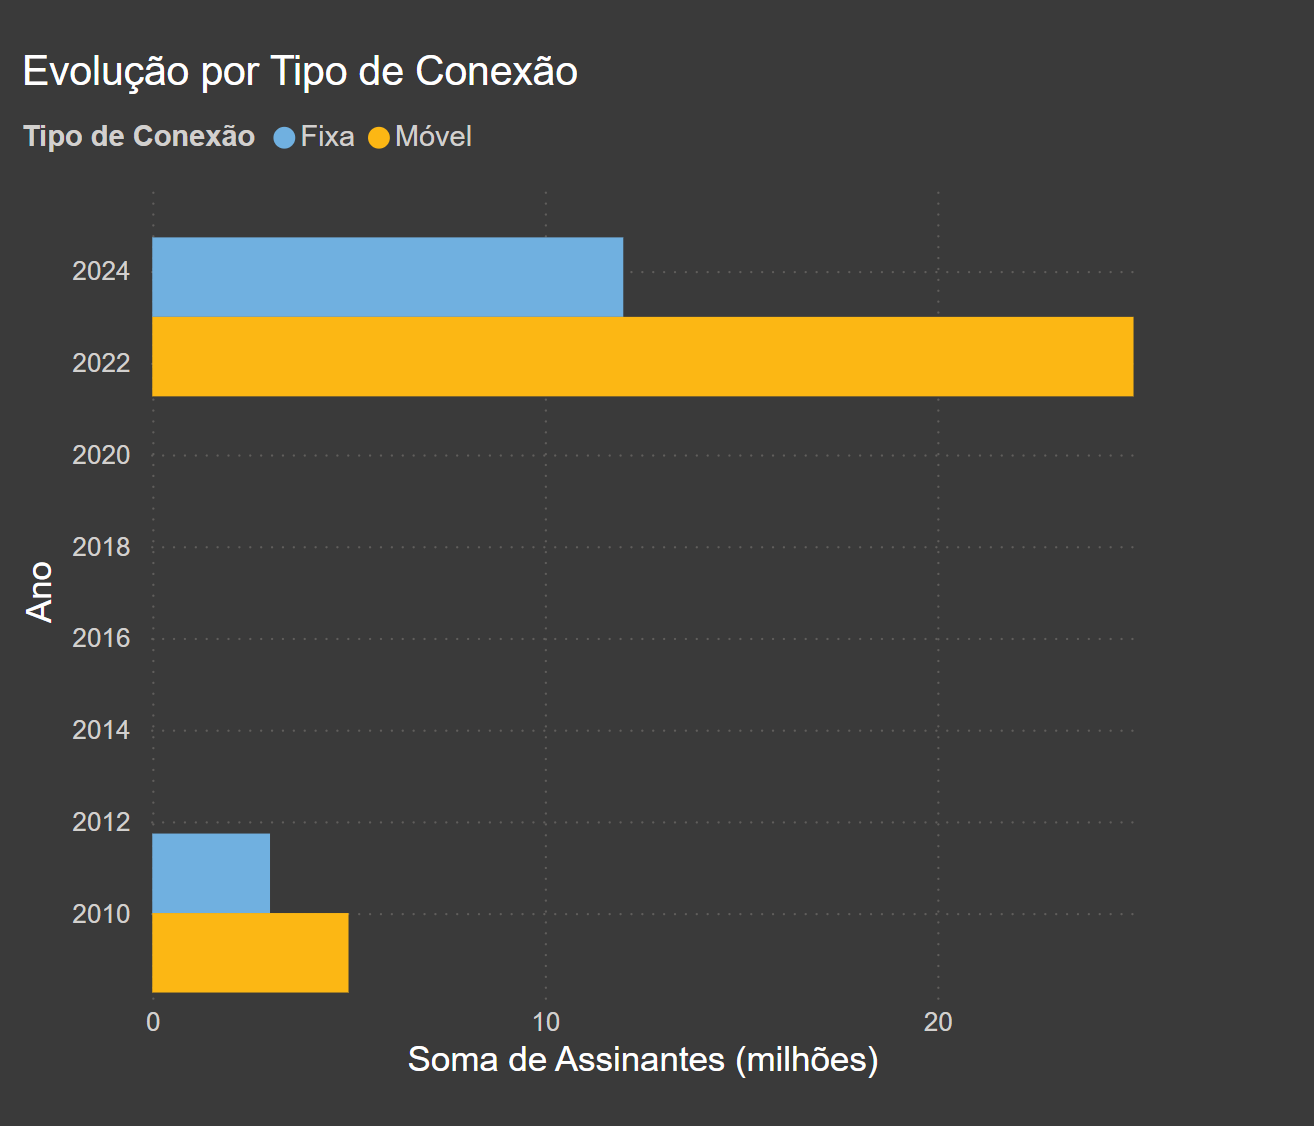 Evolução por Tipo de Conexão
Tipo de Conexão Fixa Móvel
2024
2022
2020
2018
2016
2014
2012
2010
Ano
0 10 20
Soma de Assinantes (milhões)